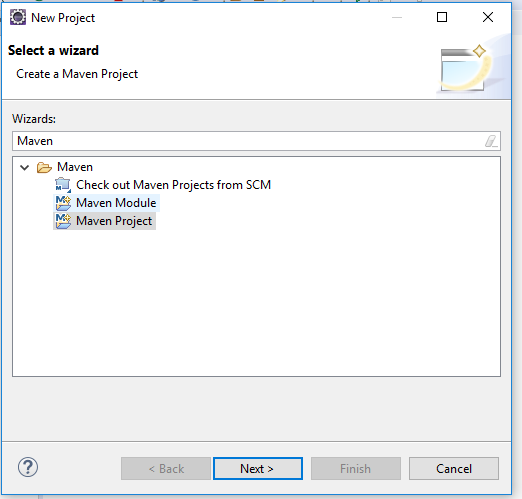 New Project
Select a wizard
Create a Maven Project
Wizards:
Maven
Maven
Check out Maven Projects from SCM
Maven Module
Maven Project
? < Back Next > Finish Cancel